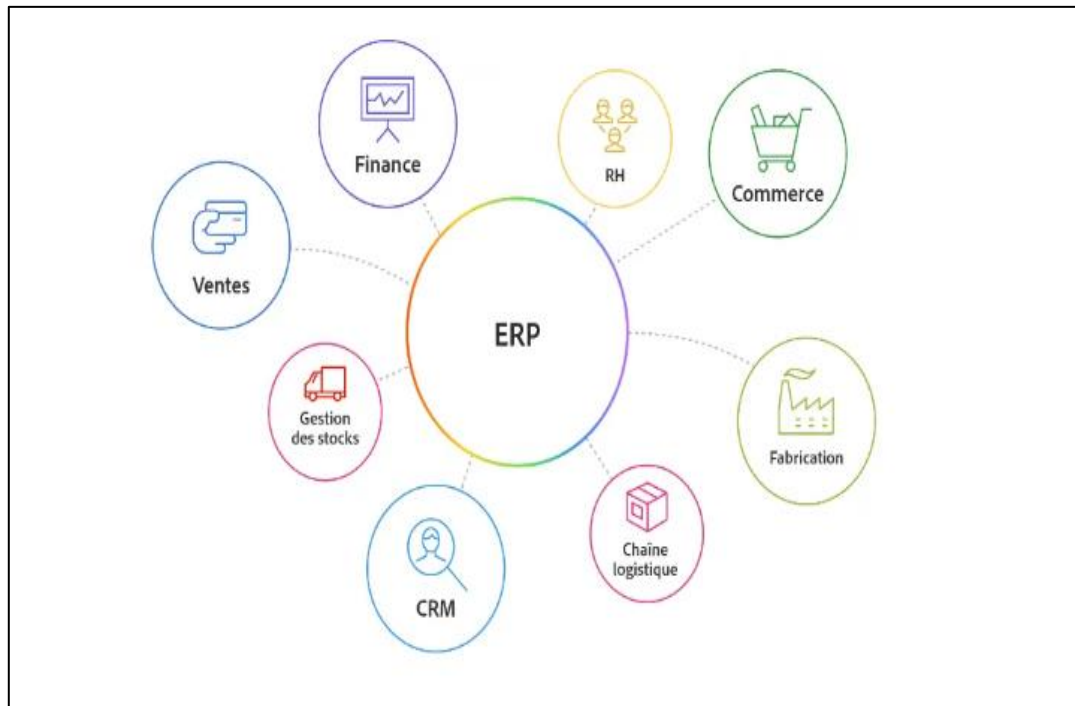 Finance
RH
Commerce
Ventes
ERP
Gestion
des stocks
Fabrication
Chaîne
logistique
CRM